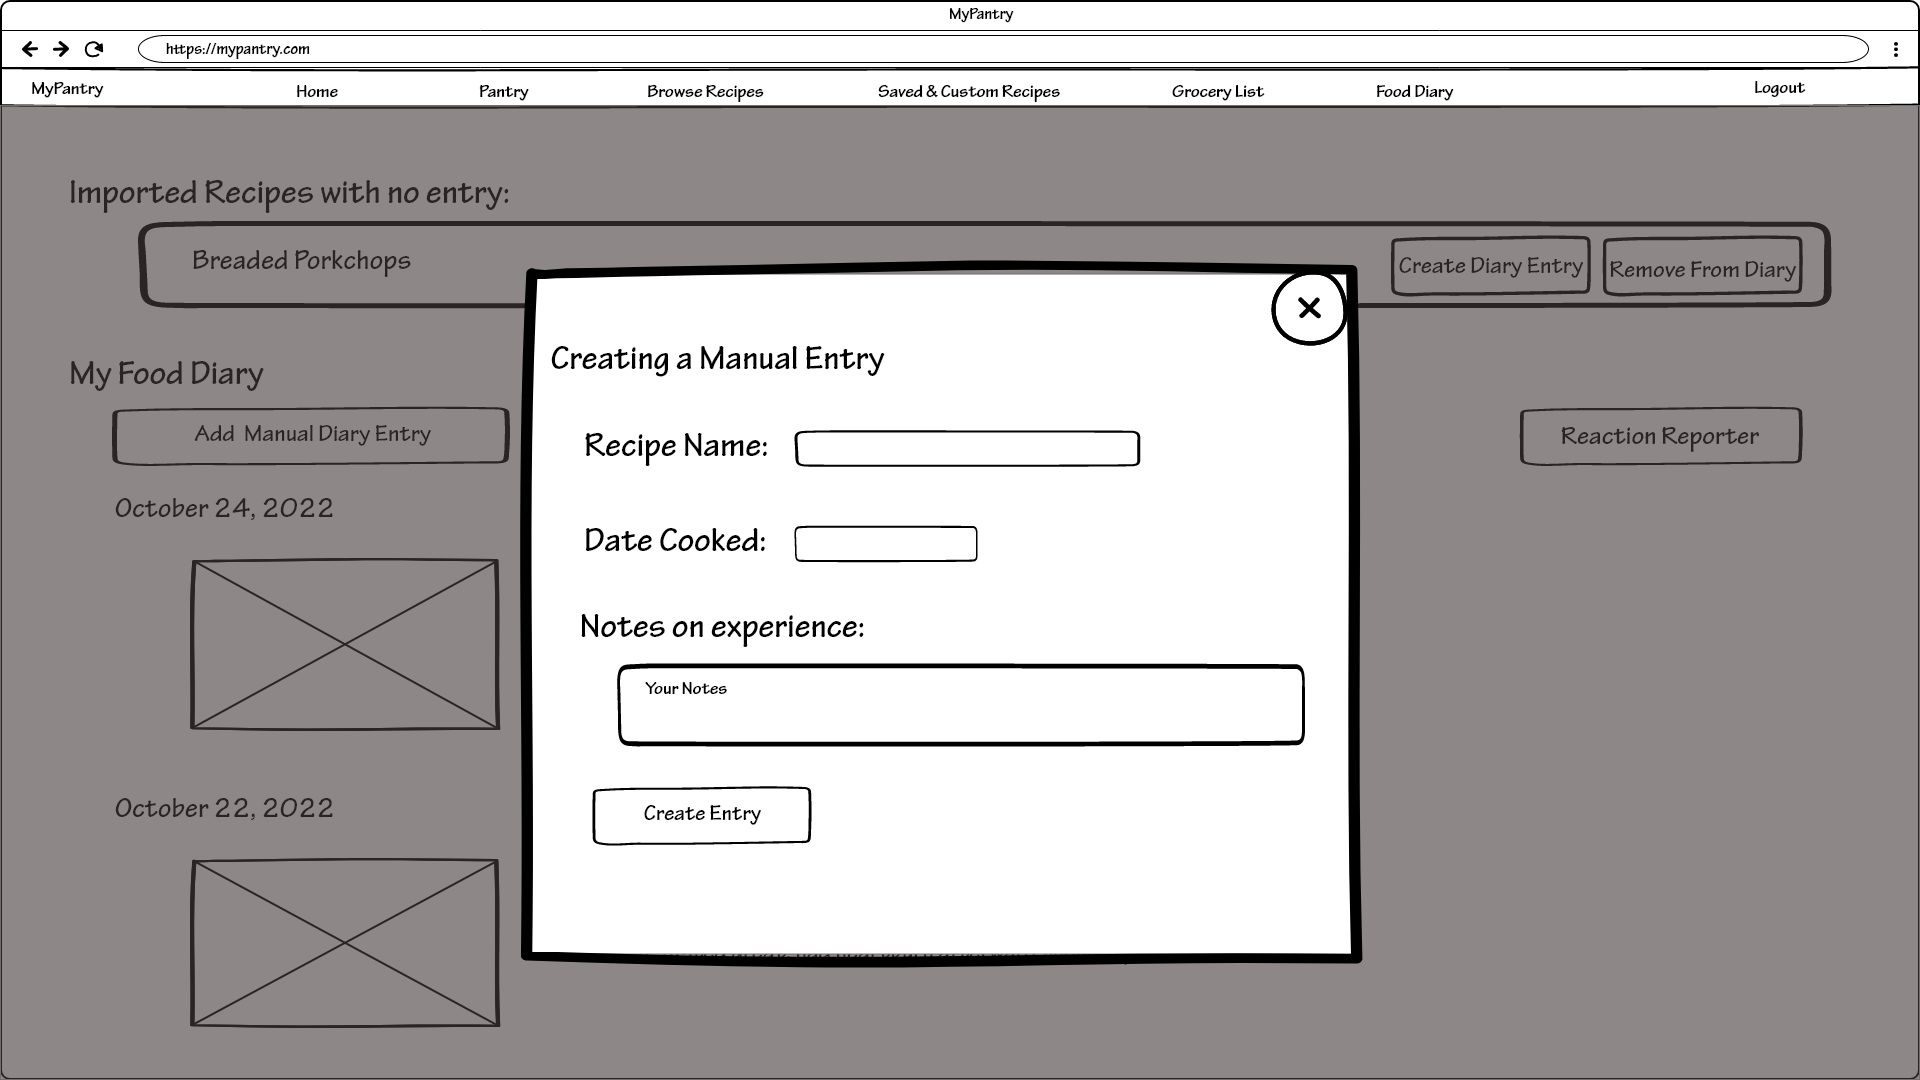 MyPantry
https://mypantry.com
MyPantry Home Pantry Browse Recipes Saved & Custom Recipes Grocery List Food Diary Logout
Imported Recipes with no entry:
Breaded Porkchops Create Diary Entry Remove From Diary
Creating a Manual Entry
My Food Diary
Add Manual Diary Entry
Reaction Reporter
Recipe Name:
October 24, 2022
Date Cooked:
Notes on experience:
Your Notes
October 22, 2022
Create Entry